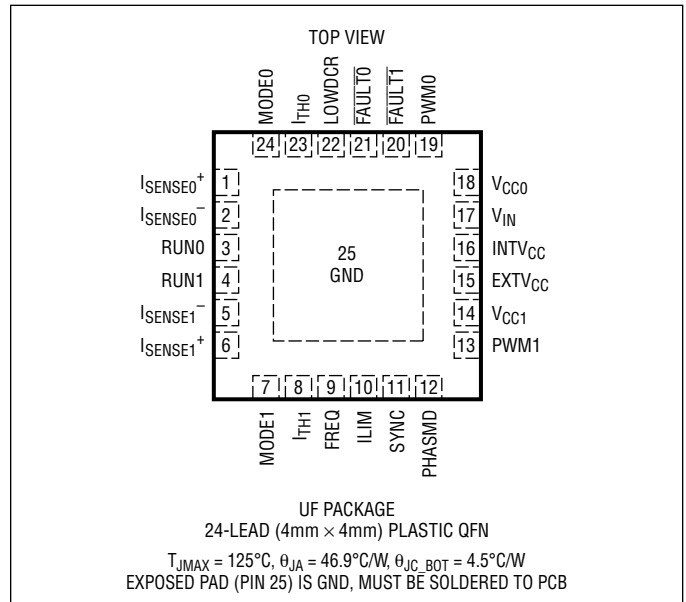 TOP VIEW
MODE0
ITH0
LOWDCR
FAULT0
FAULT1
PWM0
24 23 22 21 20 19
ISENSE0+ 1
ISENSE0– 2
RUN0 3
RUN1 4
ISENSE1– 5
ISENSE1+ 6
25
GND
18 VCC0
17 VIN
16 INTVCC
15 EXTVCC
14 VCC1
13 PWM1
7 8 9 10 11 12
MODE1
ITH1
FREQ
ILIM
SYNC
PHASMD
UF PACKAGE
24-LEAD (4mm × 4mm) PLASTIC QFN
TJMAX = 125°C, θJA = 46.9°C/W, θJC_BOT = 4.5°C/W
EXPOSED PAD (PIN 25) IS GND, MUST BE SOLDERED TO PCB